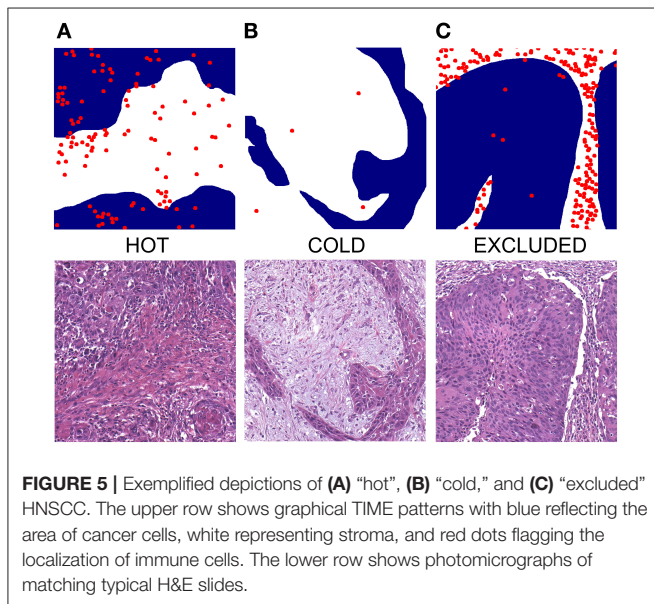 A B C
HOT COLD EXCLUDED
FIGURE 5 | Exemplified depictions of (A) “hot”, (B) “cold,” and (C) “excluded”
HNSCC. The upper row shows graphical TIME patterns with blue reflecting the
area of cancer cells, white representing stroma, and red dots flagging the
localization of immune cells. The lower row shows photomicrographs of
matching typical H&E slides.